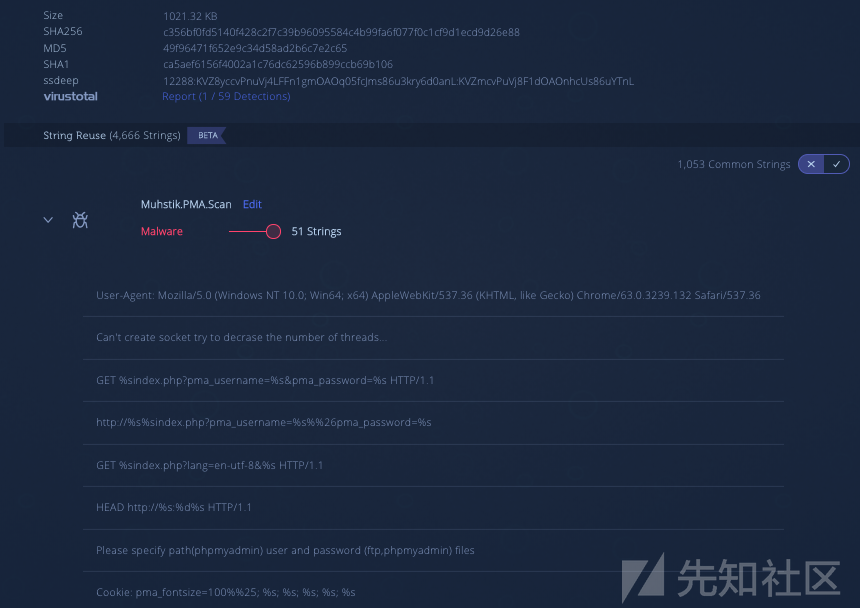 Size 1021.32 KB
SHA256 c356bf0fd5140f428c2f7c39b96095584c4b99fa6f077f0c1cf9d1ecd9d26e88
MD5 49f96471f652e9c34d58ad2b6c7e2c65
SHA1 ca5aef6156f4002a1c76dc62596b899ccb69b106
ssdeep 12288:KVZ8yccvPnuVj4LFFn1gmOAOq05fcJms86u3kry6d0anL:KVZmcvPuVj8F1dOAOnhcUs86uYTnL
virustotal Report (1 / 59 Detections)
String Reuse (4,666 Strings) BETA
1,053 Common Strings
Muhstik.PMA.Scan Edit
Malware 51 Strings
User-Agent: Mozilla/5.0 (Windows NT 10.0; Win64; x64) AppleWebKit/537.36 (KHTML, like Gecko) Chrome/63.0.3239.132 Safari/537.36
Can't create socket try to decrase the number of threads...
GET %sindex.php?pma_username=%s&pma_password=%s HTTP/1.1
http://%s%sindex.php?pma_username=%s%%26pma_password=%s
GET %sindex.php?lang=en-utf-8&%s HTTP/1.1
HEAD http://%s:%d%s HTTP/1.1
Please specify path(phpmyadmin) user and password (ftp,phpmyadmin) files
Cookie: pma_fontsize=100%%25; %s; %s; %s; %s; %s
先知社区